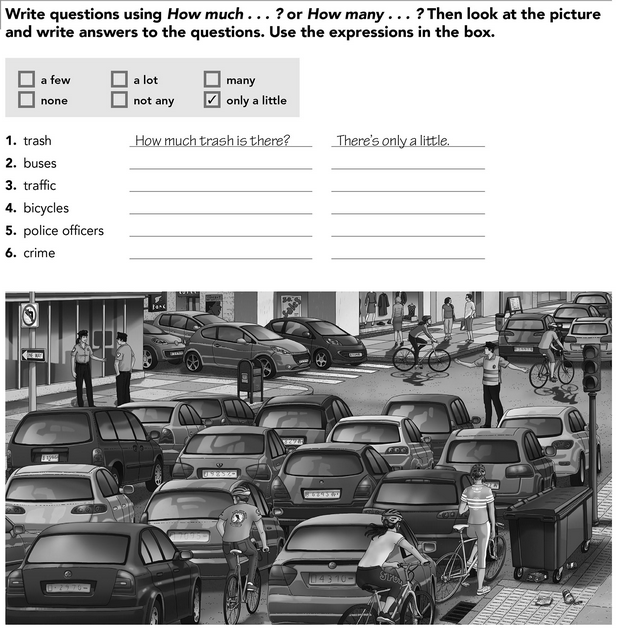 Write questions using How much . . . ? or How many . . . ? Then look at the picture
and write answers to the questions. Use the expressions in the box.
a few a lot many
none not any ✓ only a little
1. trash How much trash is there? There's only a little.
2. buses
3. traffic
4. bicycles
5. police officers
6. crime